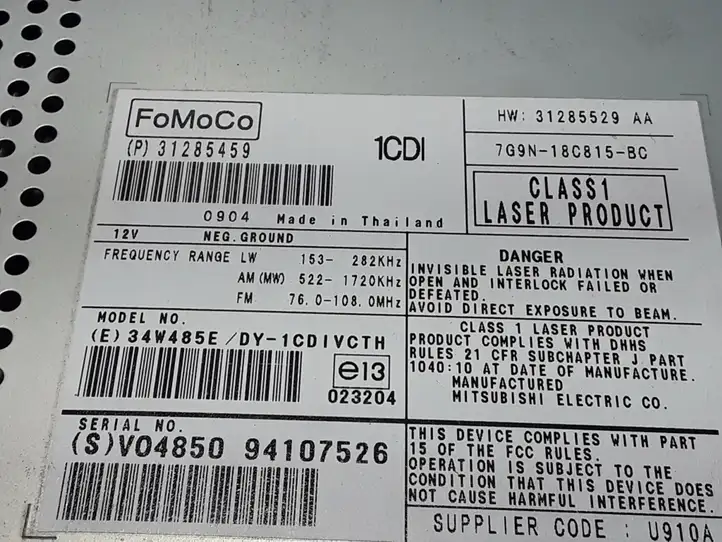 FoMoCo
(P) 31285459
1CDI
0904 Made in Thailand
HW: 31285529 AA
7G9N-18C815-BC
CLASS1
LASER PRODUCT
12V NEG.GROUND
FREQUENCY RANGE LW 153- 282KHz
AM (MW) 522- 1720KHz
FM 76.0-108.0MHz
DANGER
INVISIBLE LASER RADIATION WHEN
OPEN AND INTERLOCK FAILED OR
DEFEATED.
AVOID DIRECT EXPOSURE TO BEAM.
MODEL NO.
(E) 34W485E/DY-1CDIVCTH
e13
023204
CLASS 1 LASER PRODUCT
PRODUCT COMPLIES WITH DHHS
RULES 21 CFR SUBCHAPTER J PART
1040:10 AT DATE OF MANUFACTURE.
MANUFACTURED
MITSUBISHI ELECTRIC CO.
SERIAL NO.
(S)V04850 94107526
THIS DEVICE COMPLIES WITH PART
15 OF THE FCC RULES.
OPERATION IS SUBJECT TO THE
CONDITION THAT THIS DEVICE DOES
NOT CAUSE HARMFUL INTERFERENCE.
SUPPLIER CODE : U910A